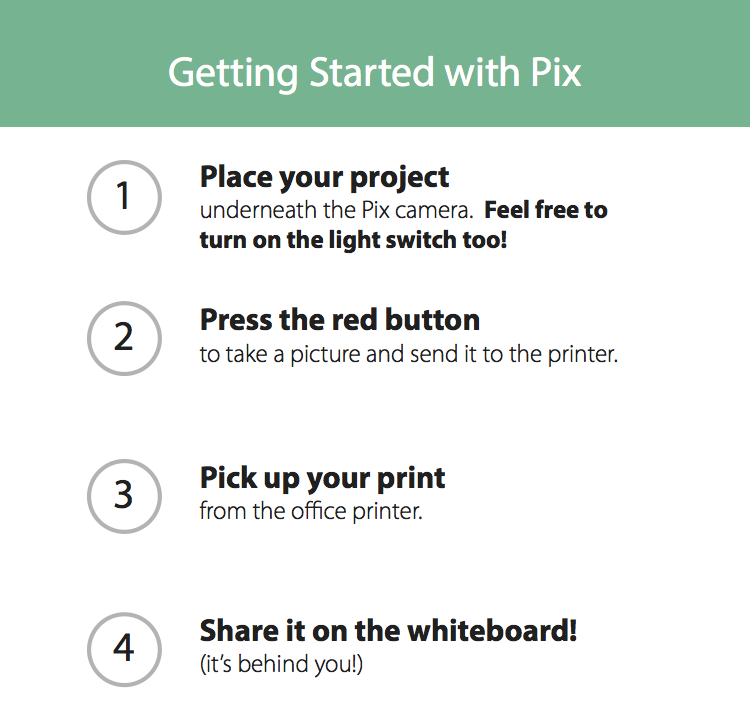 Getting Started with Pix
1
Place your project
underneath the Pix camera.  Feel free to
turn on the light switch too!
2
Press the red button
to take a picture and send it to the printer.
3
Pick up your print
from the office printer.
4
Share it on the whiteboard!
(it’s behind you!)